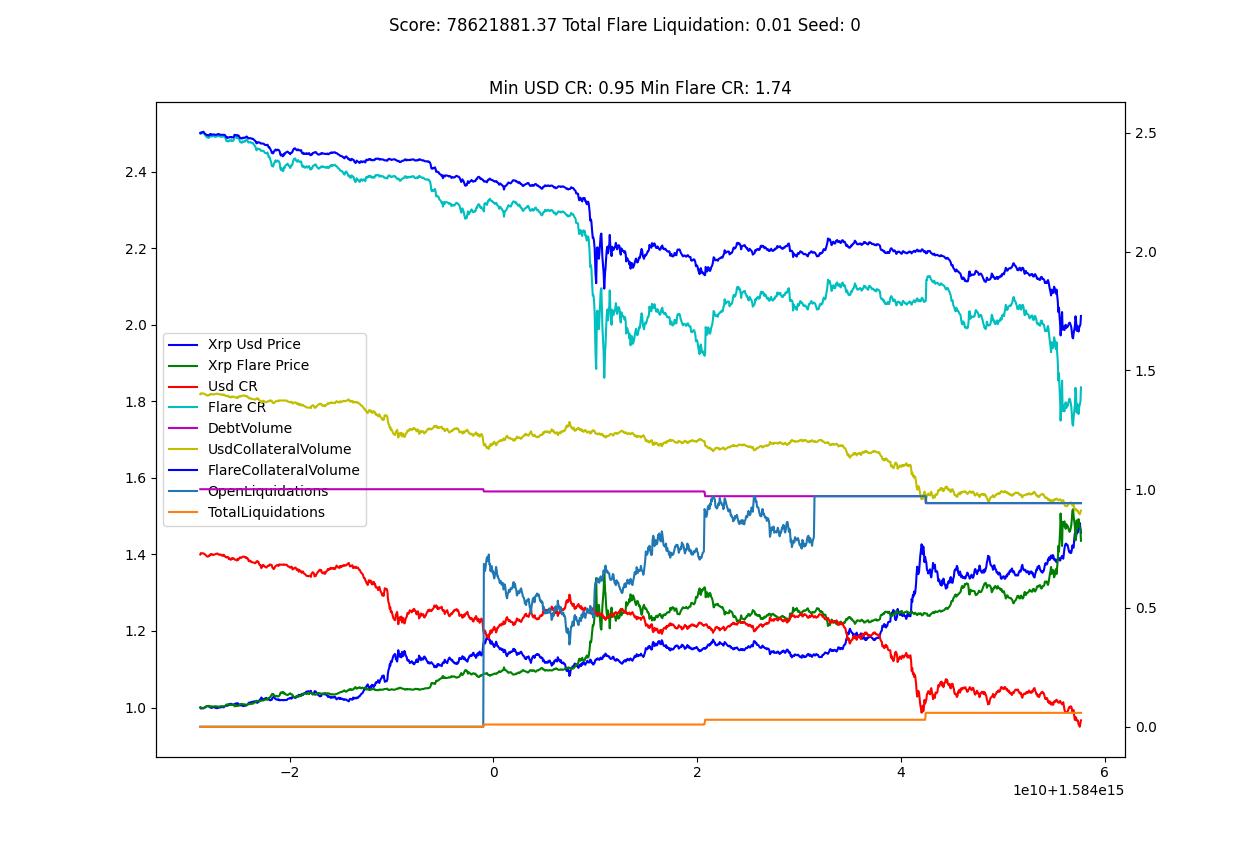 Score: 78621881.37 Total Flare Liquidation: 0.01 Seed: 0
Min USD CR: 0.95 Min Flare CR: 1.74
2.4
2.2
2.0
1.8
1.6
1.4
1.2
1.0
Xrp Usd Price
Xrp Flare Price
Usd CR
Flare CR
DebtVolume
UsdCollateralVolume
FlareCollateralVolume
OpenLiquidations
TotalLiquidations
2.5
2.0
1.5
1.0
0.5
0.0
−2 0 2 4 6
1e10+1.584e15